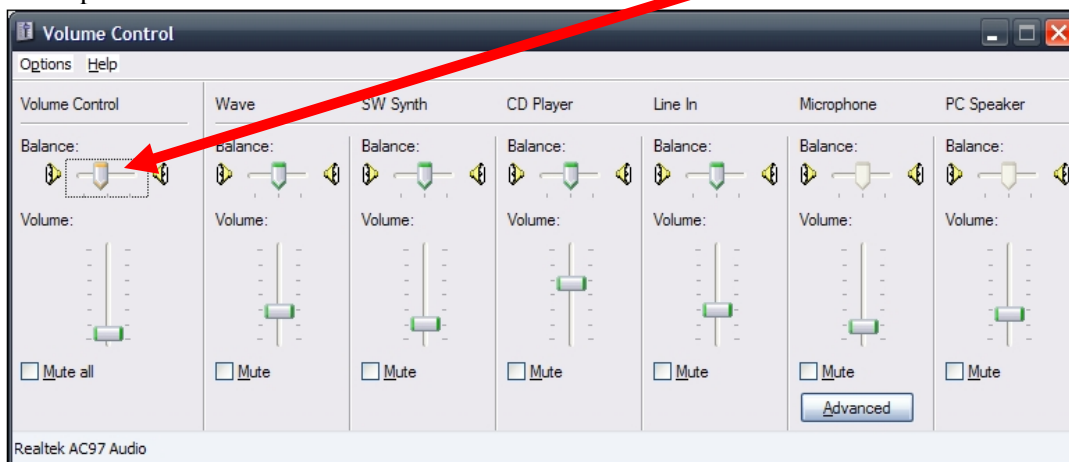 Volume Control
Options Help
Volume Control Wave SW Synth CD Player Line In Microphone PC Speaker
Balance: Balance: Balance: Balance: Balance: Balance: Balance:
Volume: Volume: Volume: Volume: Volume: Volume: Volume:
Mute all Mute Mute Mute Mute Mute Mute
Advanced
Realtek AC97 Audio